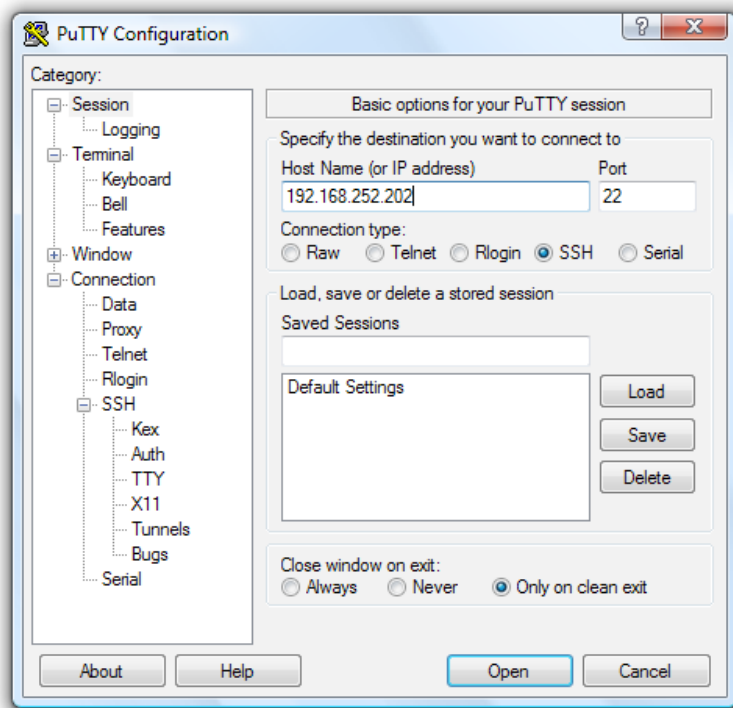 PuTTY Configuration
?
X
Category:
Session
Logging
Terminal
Keyboard
Bell
Features
Window
Connection
Data
Proxy
Telnet
Rlogin
SSH
Kex
Auth
TTY
X11
Tunnels
Bugs
Serial
Basic options for your PuTTY session
Specify the destination you want to connect to
Host Name (or IP address) Port
192.168.252.202 22
Connection type:
Raw Telnet Rlogin SSH Serial
Load, save or delete a stored session
Saved Sessions
Default Settings
Load
Save
Delete
Close window on exit:
Always Never Only on clean exit
About Help Open Cancel